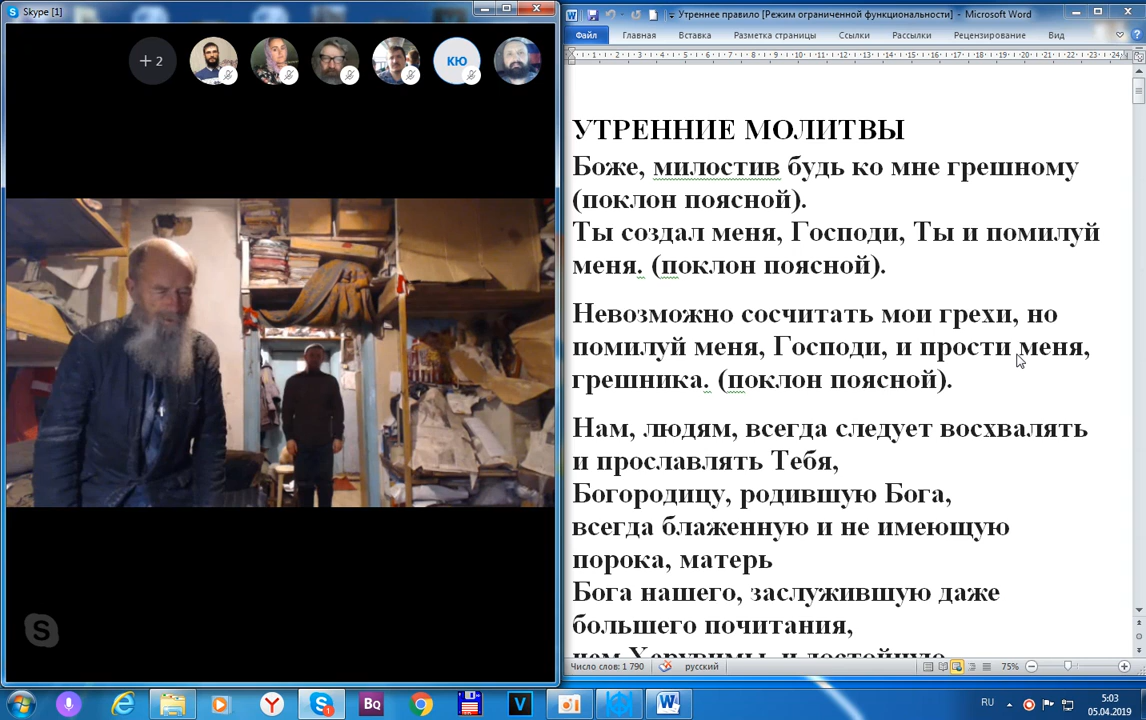 Skype [1]
+ 2
КЮ
Утреннее правило [Режим ограниченной функциональности] - Microsoft Word
Файл Главная Вставка Разметка страницы Ссылки Рассылки Рецензирование Вид
УТРЕННИЕ МОЛИТВЫ
Боже, милостив будь ко мне грешному
(поклон поясной).
Ты создал меня, Господи, Ты и помилуй
меня. (поклон поясной).
Невозможно сосчитать мои грехи, но
помилуй меня, Господи, и прости меня,
грешника. (поклон поясной).
Нам, людям, всегда следует восхвалять
и прославлять Тебя,
Богородицу, родившую Бога,
всегда блаженную и не имеющую
порока, матерь
Бога нашего, заслужившую даже
большего почитания,
чем Херувимы, и достойную
Число слов: 1 790 русский 75%
RU 5:03
05.04.2019